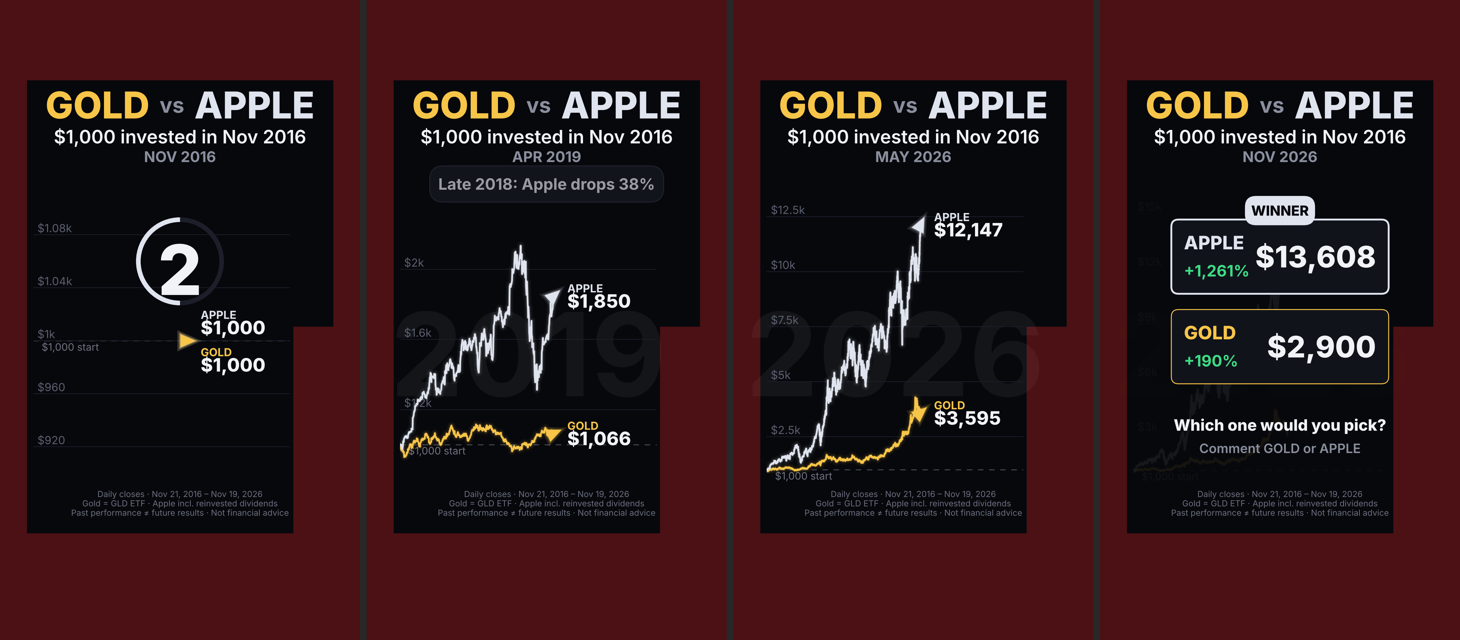 GOLD vs APPLE
$1,000 invested in Nov 2016
NOV 2016
$1.08k
2
$1.04k
APPLE
$1,000
$1k
$1,000 start
GOLD
$1,000
$960
$920
Daily closes · Nov 21, 2016 – Nov 19, 2026
Gold = GLD ETF · Apple incl. reinvested dividends
Past performance ≠ future results · Not financial advice
GOLD vs APPLE
$1,000 invested in Nov 2016
APR 2019
Late 2018: Apple drops 38%
$2k
APPLE
$1,850
$1.6k
2019
$1.2k
GOLD
$1,066
$1,000 start
Daily closes · Nov 21, 2016 – Nov 19, 2026
Gold = GLD ETF · Apple incl. reinvested dividends
Past performance ≠ future results · Not financial advice
GOLD vs APPLE
$1,000 invested in Nov 2016
MAY 2026
$12.5k
APPLE
$12,147
$10k
$7.5k
2026
$5k
GOLD
$3,595
$2.5k
$1,000 start
Daily closes · Nov 21, 2016 – Nov 19, 2026
Gold = GLD ETF · Apple incl. reinvested dividends
Past performance ≠ future results · Not financial advice
GOLD vs APPLE
$1,000 invested in Nov 2016
NOV 2026
WINNER
APPLE
+1,261%
$13,608
GOLD
+190%
$2,900
Which one would you pick?
Comment GOLD or APPLE
$1,000 start
Daily closes · Nov 21, 2016 – Nov 19, 2026
Gold = GLD ETF · Apple incl. reinvested dividends
Past performance ≠ future results · Not financial advice